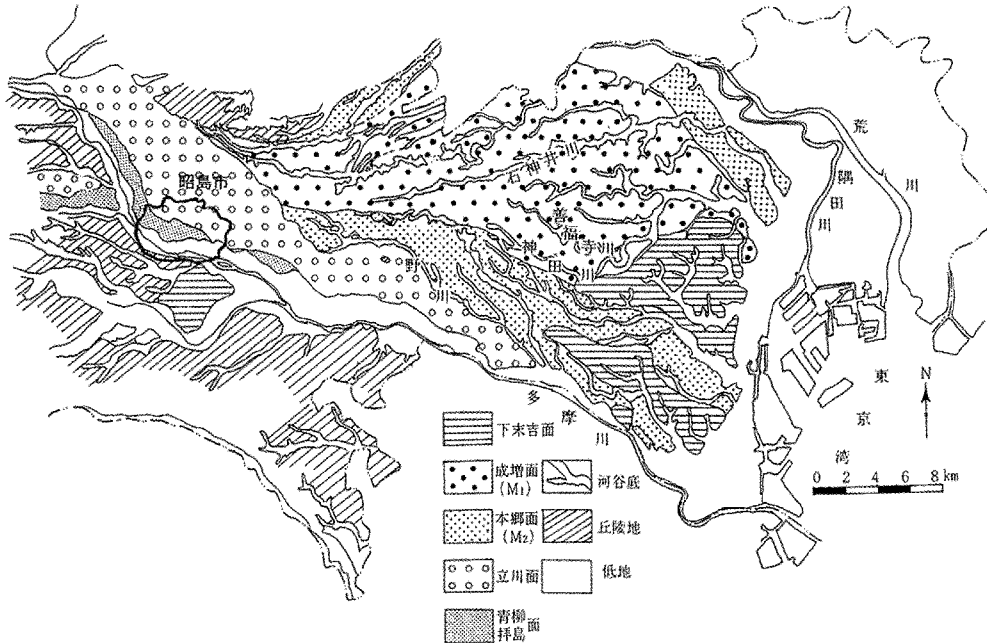 昭島市
石神井川
善福寺川
神田川
野川
多摩川
荒川
隅田川
東京湾
N
0 2 4 6 8 km
下末吉面
成増面
(M1)
河谷底
本郷面
(M2)
丘陵地
立川面
低地
青柳
拝島
面